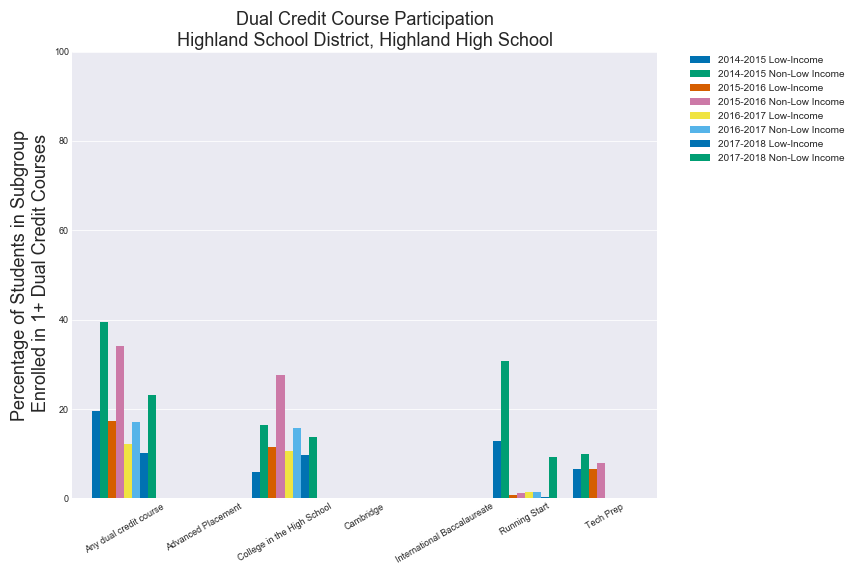 Dual Credit Course Participation
Highland School District, Highland High School
Percentage of Students in Subgroup
Enrolled in 1+ Dual Credit Courses
100
80
60
40
20
0
Any dual credit course
Advanced Placement
College in the High School
Cambridge
International Baccalaureate
Running Start
Tech Prep
2014-2015 Low-Income
2014-2015 Non-Low Income
2015-2016 Low-Income
2015-2016 Non-Low Income
2016-2017 Low-Income
2016-2017 Non-Low Income
2017-2018 Low-Income
2017-2018 Non-Low Income